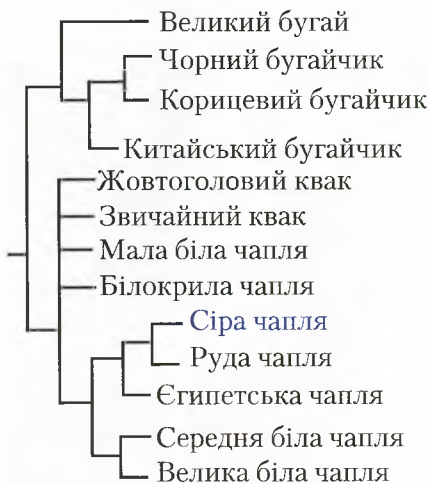 Великий бугай
Чорний бугайчик
Корицевий бугайчик
Китайський бугайчик
Жовтоголовий квак
Звичайний квак
Мала біла чапля
Білокрила чапля
Сіра чапля
Руда чапля
Єгипетська чапля
Середня біла чапля
Велика біла чапля